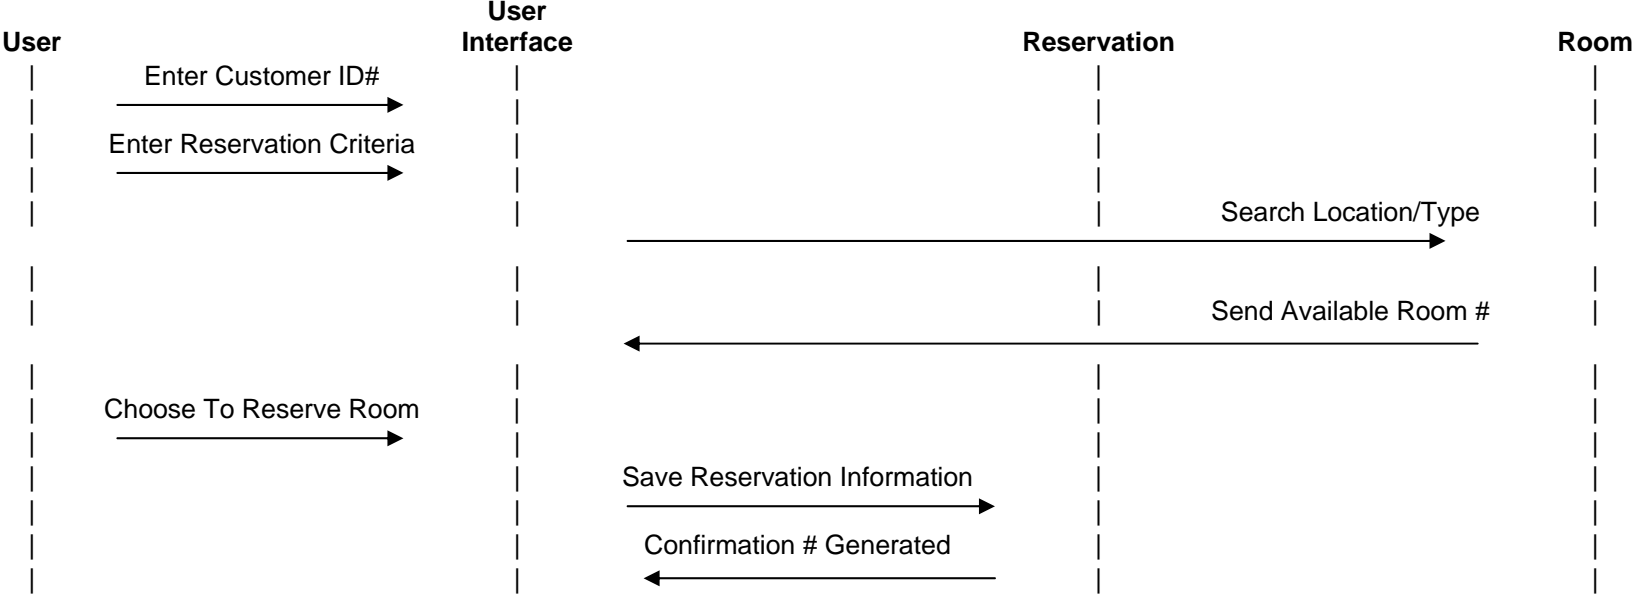 User
User
Interface
Reservation
Room
Enter Customer ID#
Enter Reservation Criteria
Search Location/Type
Send Available Room #
Choose To Reserve Room
Save Reservation Information
Confirmation # Generated